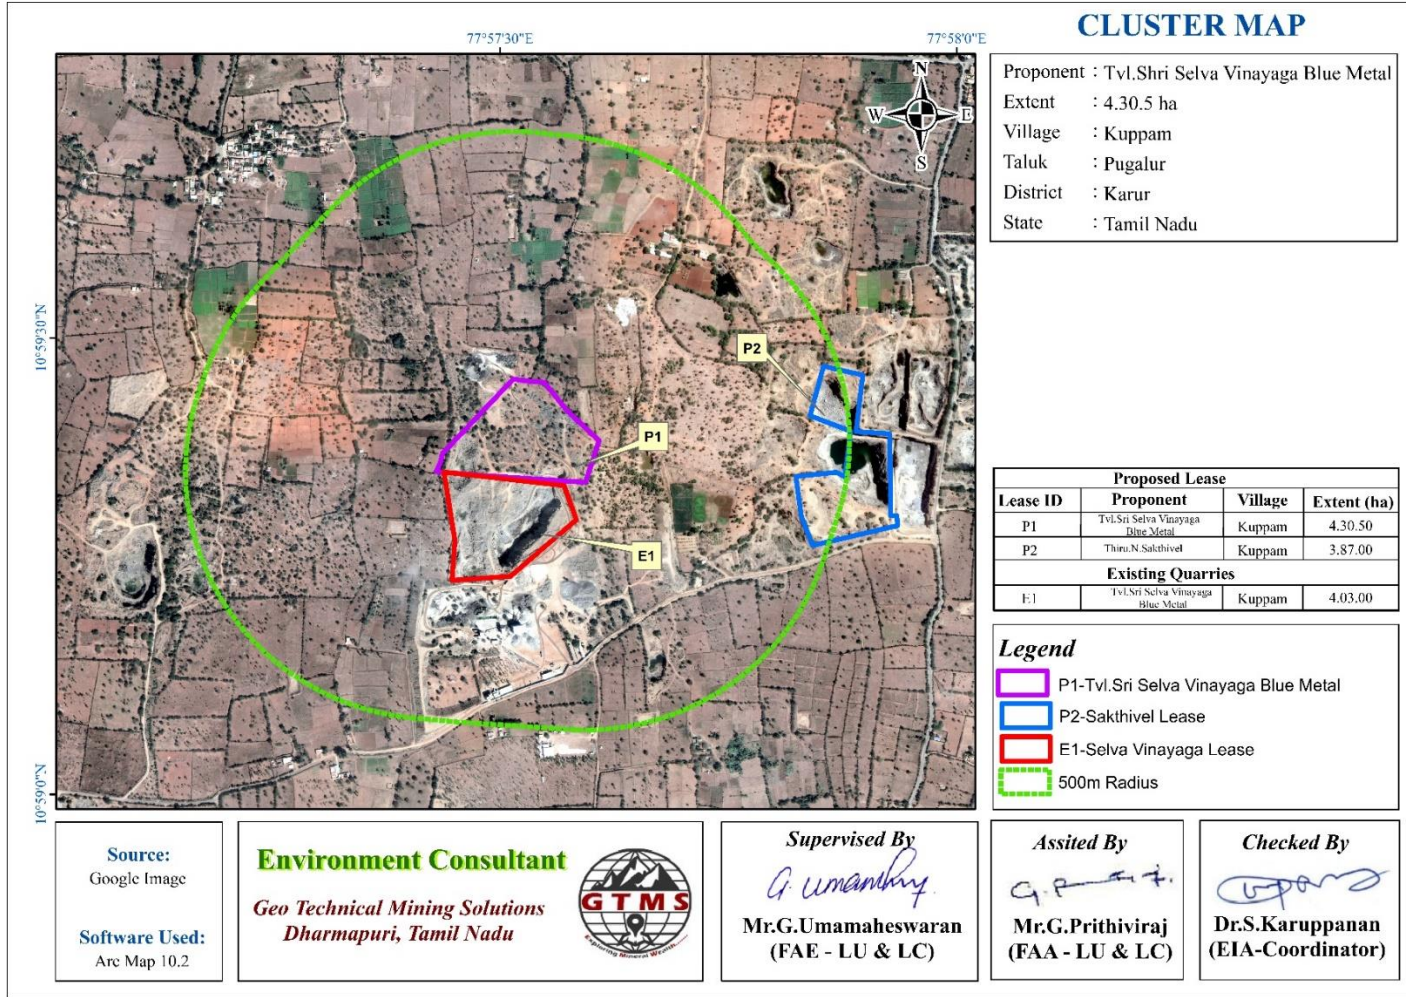 CLUSTER MAP
77°57'30"E
77°58'0"E
10°59'30"N
10°59'0"N
N
W
E
S
P2
P1
E1
Proponent : Tvl.Shri Selva Vinayaga Blue Metal
Extent : 4.30.5 ha
Village : Kuppam
Taluk : Pugalur
District : Karur
State : Tamil Nadu
Proposed Lease
Lease ID Proponent Village Extent (ha)
P1 Tvl.Sri Selva Vinayaga Blue Metal Kuppam 4.30.50
P2 Thiru.N.Sakthivel Kuppam 3.87.00
Existing Quarries
E1 Tvl.Sri Selva Vinayaga Blue Metal Kuppam 4.03.00
Legend
P1-Tvl.Sri Selva Vinayaga Blue Metal
P2-Sakthivel Lease
E1-Selva Vinayaga Lease
500m Radius
Source:
Google Image
Software Used:
Arc Map 10.2
Environment Consultant
Geo Technical Mining Solutions
Dharmapuri, Tamil Nadu
GTMS
Exploring Mineral Wealth
Supervised By
Mr.G.Umamaheswaran
(FAE - LU & LC)
Assited By
Mr.G.Prithiviraj
(FAA - LU & LC)
Checked By
Dr.S.Karuppanan
(EIA-Coordinator)